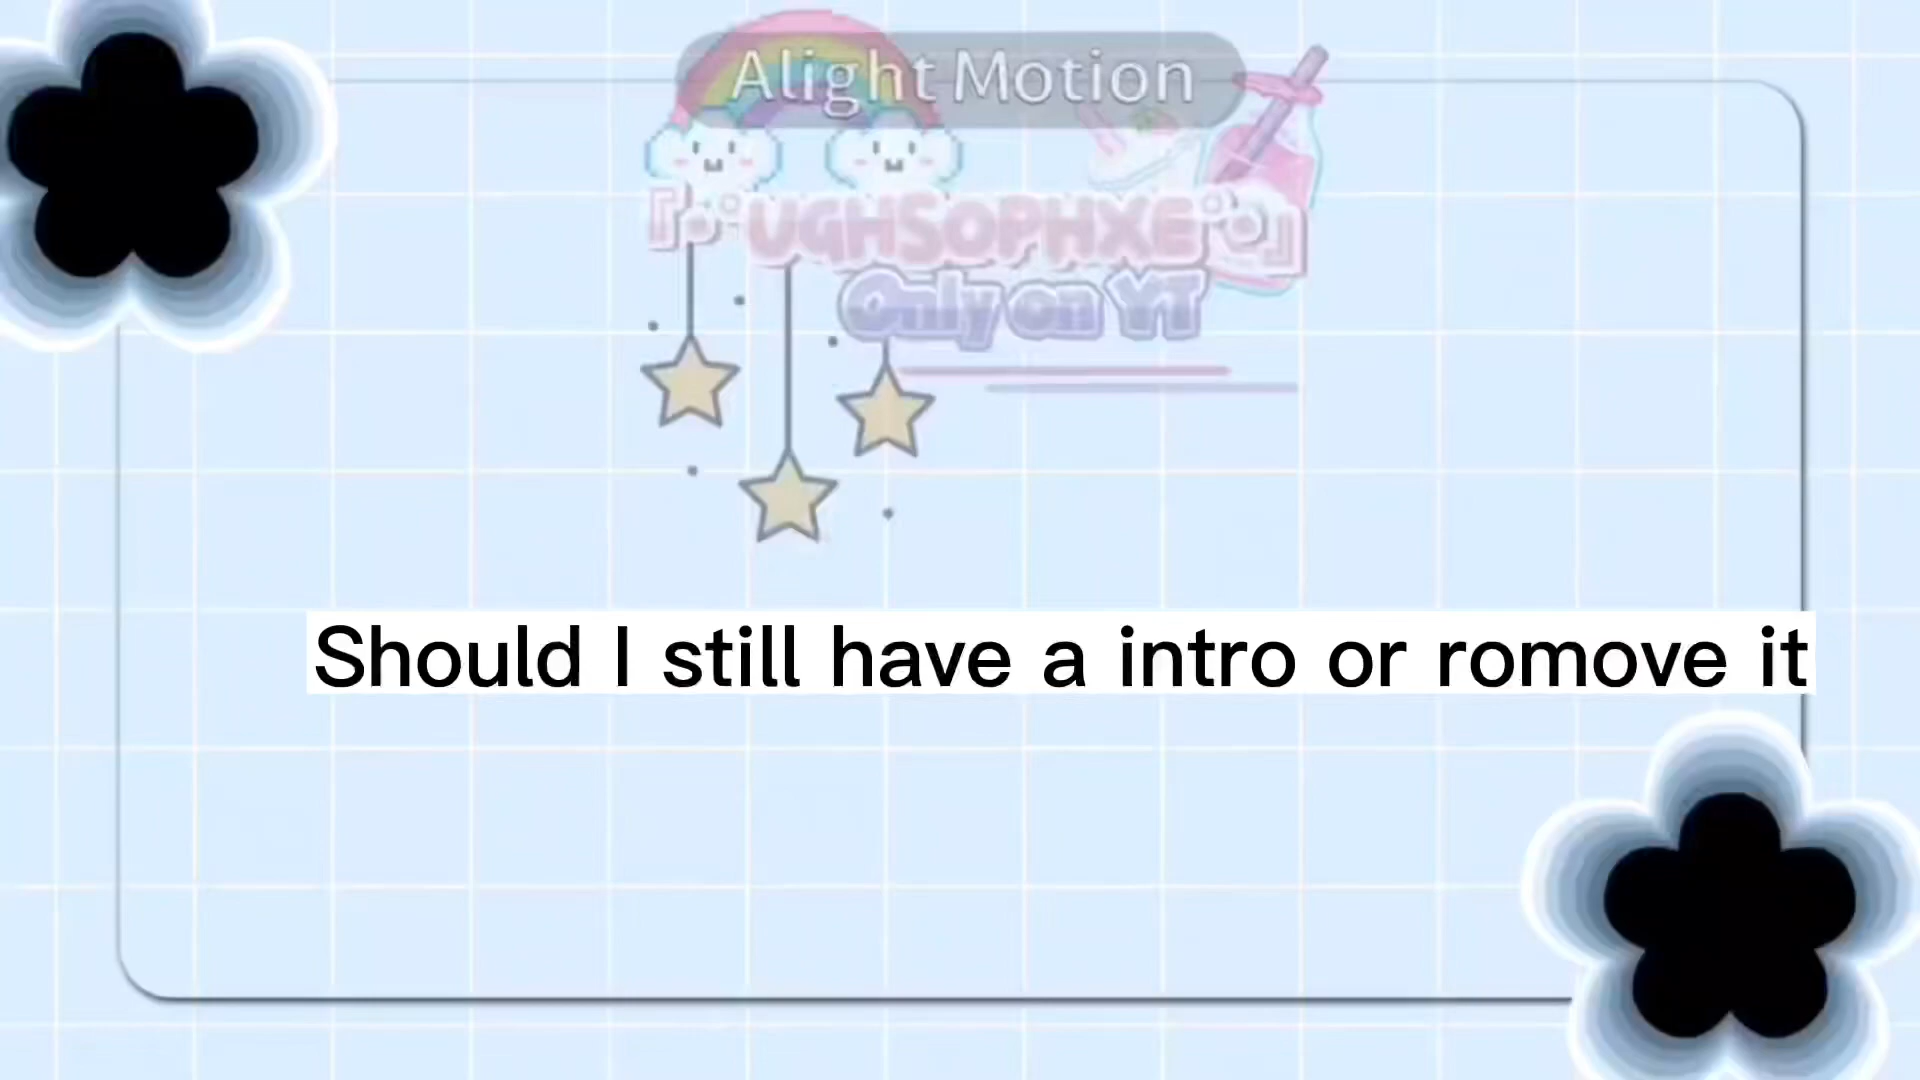 Alight Motion
『•°UGHSOPHXE°•』
Only on YT
Should I still have a intro or romove it